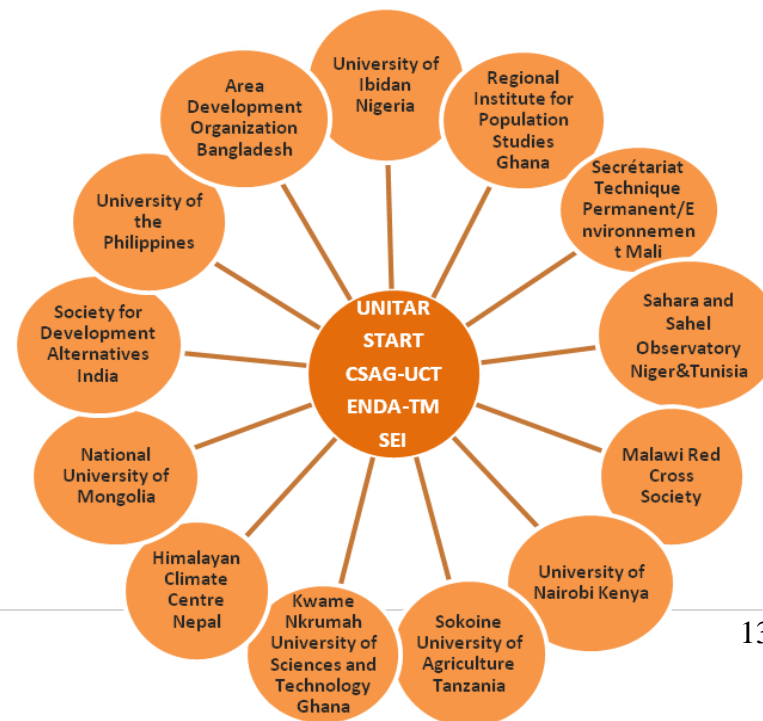 University of
Ibidan
Nigeria
Regional
Institute for
Population
Studies
Ghana
Secrétariat
Technique
Permanent/E
nvironnemen
t Mali
Sahara and
Sahel
Observatory
Niger&Tunisia
Malawi Red
Cross
Society
University of
Nairobi Kenya
Sokoine
University of
Agriculture
Tanzania
Kwame
Nkrumah
University of
Sciences and
Technology
Ghana
Himalayan
Climate
Centre
Nepal
National
University of
Mongolia
Society for
Development
Alternatives
India
University of
the
Philippines
Area
Development
Organization
Bangladesh
UNITAR
START
CSAG-UCT
ENDA-TM
SEI
13